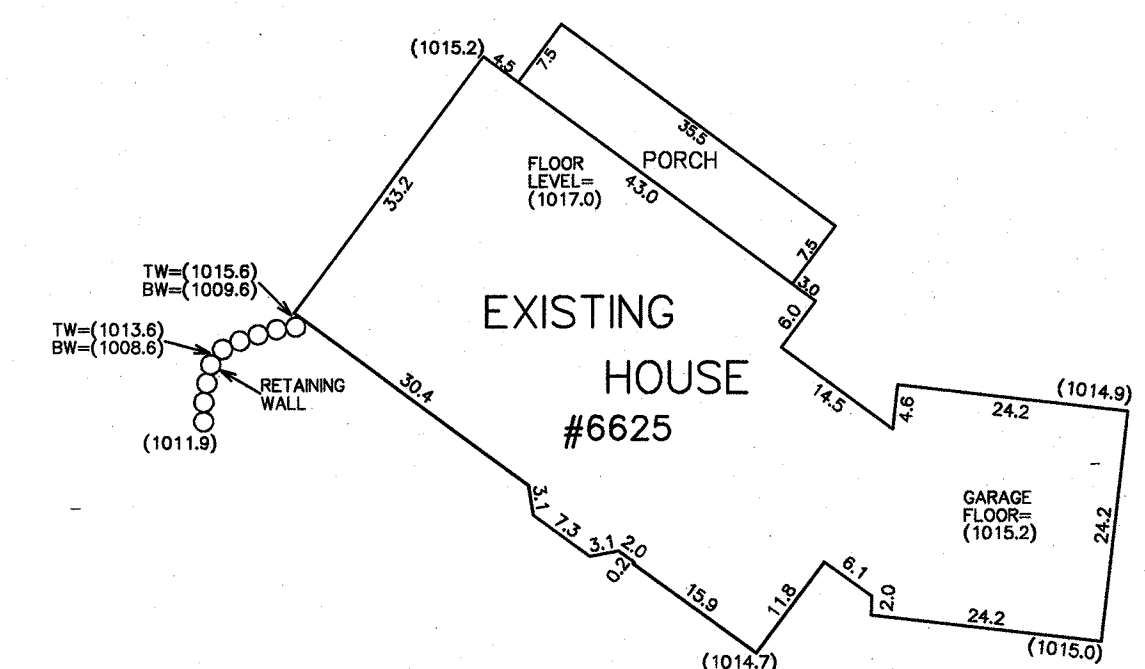 (1015.2)
4.5
7.5
35.5
PORCH
FLOOR
LEVEL=
(1017.0)
43.0
33.2
7.5
3.0
6.0
TW=(1015.6)
BW=(1009.6)
TW=(1013.6)
BW=(1008.6)
RETAINING
WALL
(1011.9)
EXISTING
HOUSE
#6625
30.4
14.5
4.6
24.2
(1014.9)
24.2
GARAGE
FLOOR=
(1015.2)
3.1
7.3
3.1
2.0
0.2
15.9
11.8
6.1
2.0
24.2
(1015.0)
(1014.7)